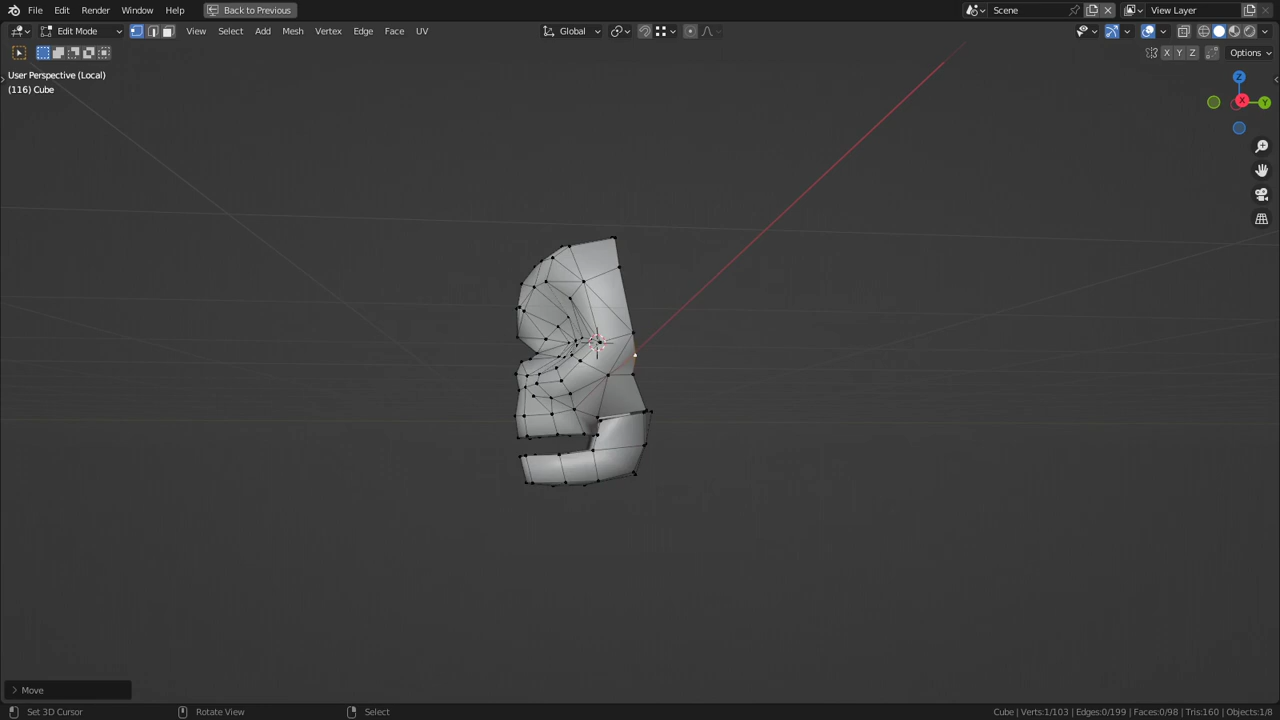 File Edit Render Window Help Back to Previous Scene View Layer
Edit Mode View Select Add Mesh Vertex Edge Face UV Global
X Y Z Options
User Perspective (Local)
(116) Cube
Z
X Y
Move
Set 3D Cursor Rotate View Select Cube | Verts:1/103 | Edges:0/199 | Faces:0/98 | Tris:160 | Objects:1/8